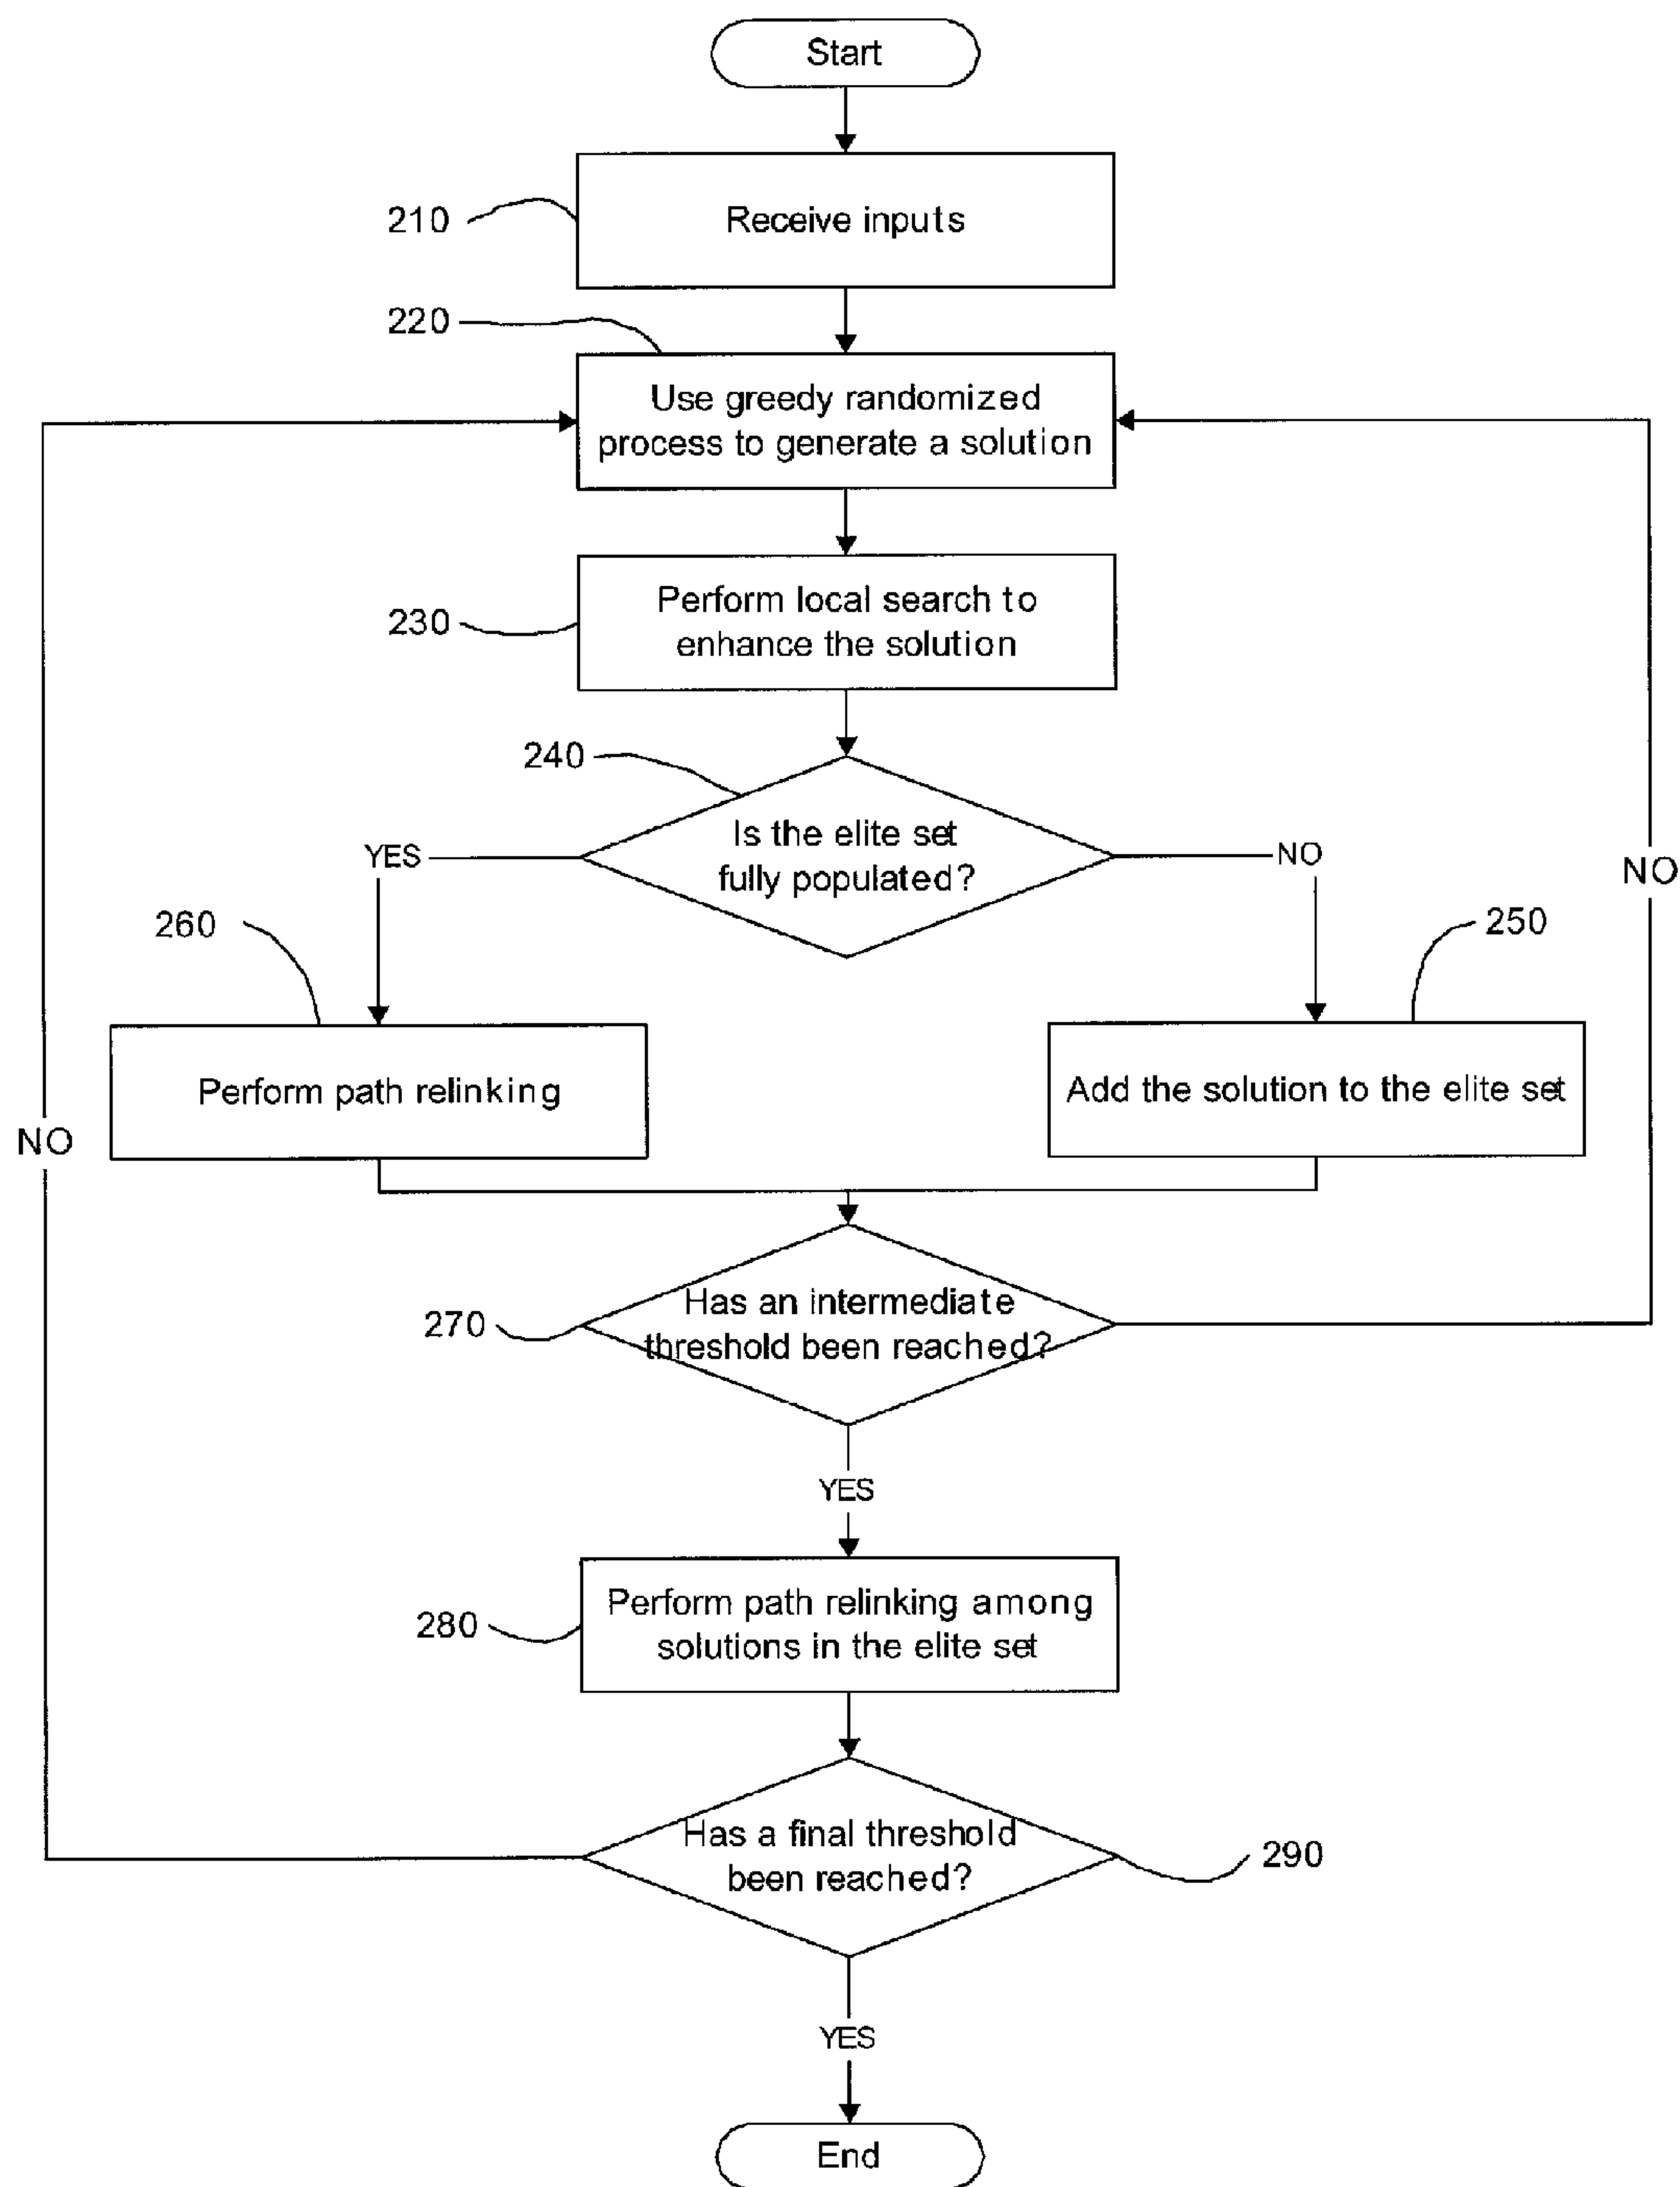 Start
210
Receive inputs
220
Use greedy randomized
process to generate a solution
230
Perform local search to
enhance the solution
240
Is the elite set
fully populated?
YES
NO
NO
260
250
Perform path relinking
Add the solution to the elite set
NO
270
Has an intermediate
threshold been reached?
YES
280
Perform path relinking among
solutions in the elite set
Has a final threshold
been reached?
290
YES
End